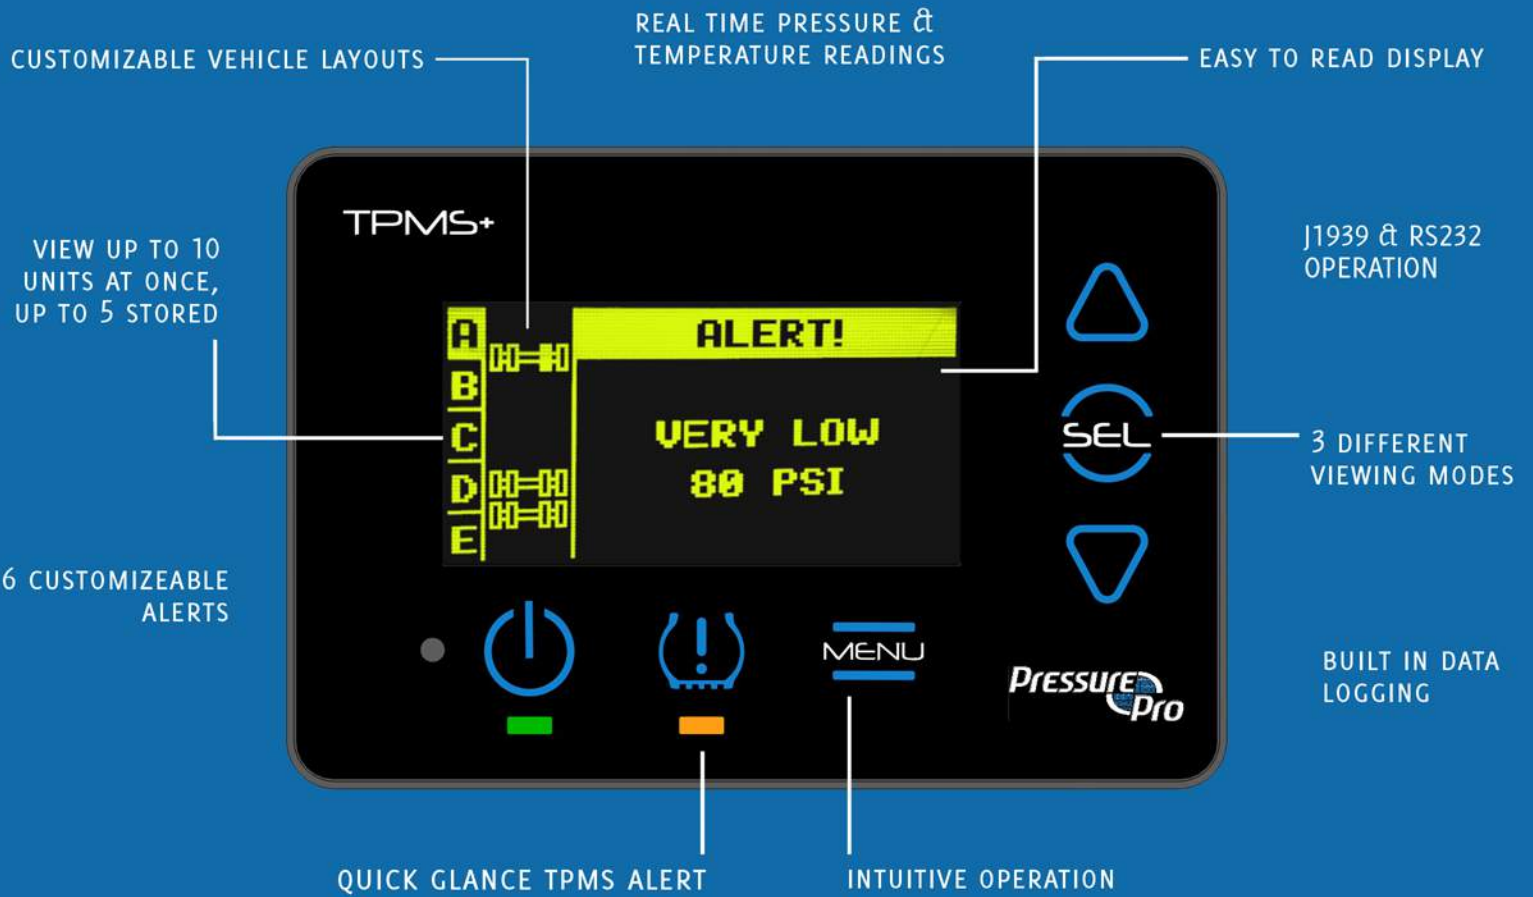 REAL TIME PRESSURE &
TEMPERATURE READINGS
CUSTOMIZABLE VEHICLE LAYOUTS
EASY TO READ DISPLAY
VIEW UP TO 10
UNITS AT ONCE,
UP TO 5 STORED
TPMS+
J1939 & RS232
OPERATION
A
B
C
D
E
ALERT!
VERY LOW
80 PSI
SEL
3 DIFFERENT
VIEWING MODES
6 CUSTOMIZEABLE
ALERTS
MENU
Pressure
Pro
BUILT IN DATA
LOGGING
QUICK GLANCE TPMS ALERT
INTUITIVE OPERATION